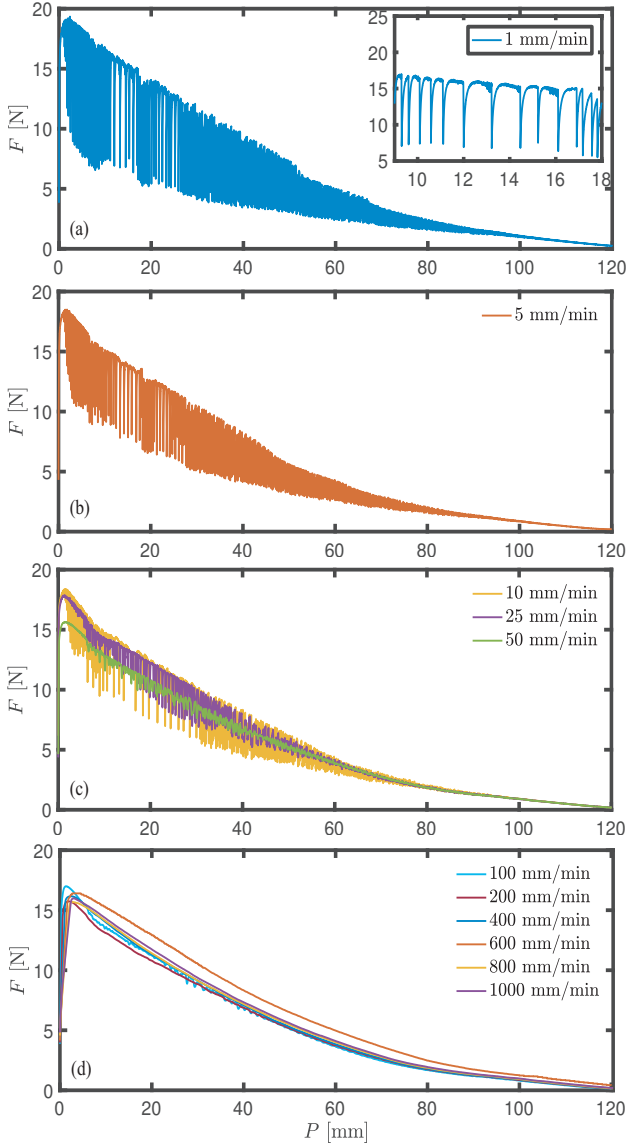 20
15
10
5
0
F [N]
(a)
25
20
15
10
5
1 mm/min
10 12 14 16 18
0 20 40 60 80 100 120
20
15
10
5
0
F [N]
(b)
5 mm/min
0 20 40 60 80 100 120
20
15
10
5
0
F [N]
(c)
10 mm/min
25 mm/min
50 mm/min
0 20 40 60 80 100 120
20
15
10
5
0
F [N]
(d)
100 mm/min
200 mm/min
400 mm/min
600 mm/min
800 mm/min
1000 mm/min
0 20 40 60 80 100 120
P [mm]